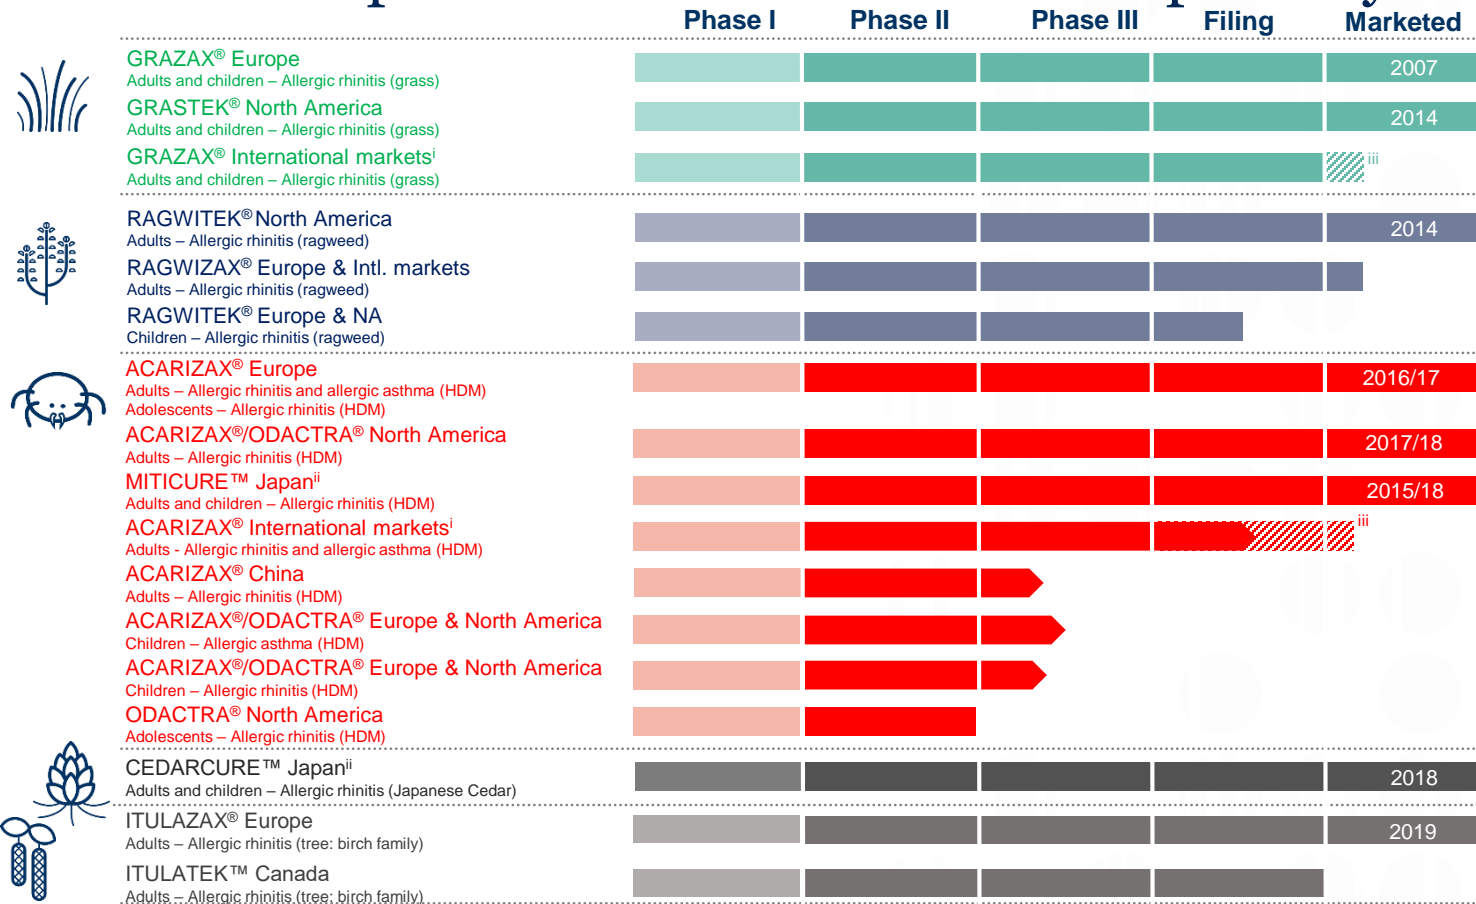 Phase I Phase II Phase III Filing Marketed
GRAZAX® Europe
Adults and children – Allergic rhinitis (grass)
2007
GRASTEK® North America
Adults and children – Allergic rhinitis (grass)
2014
GRAZAX® International marketsⁱ
Adults and children – Allergic rhinitis (grass)
iii
RAGWITEK® North America
Adults – Allergic rhinitis (ragweed)
2014
RAGWIZAX® Europe & Intl. markets
Adults – Allergic rhinitis (ragweed)
RAGWITEK® Europe & NA
Children – Allergic rhinitis (ragweed)
ACARIZAX® Europe
Adults – Allergic rhinitis and allergic asthma (HDM)
Adolescents – Allergic rhinitis (HDM)
2016/17
ACARIZAX®/ODACTRA® North America
Adults – Allergic rhinitis (HDM)
2017/18
MITICURE™ Japanⁱⁱ
Adults and children – Allergic rhinitis (HDM)
2015/18
ACARIZAX® International marketsⁱ
Adults - Allergic rhinitis and allergic asthma (HDM)
iii
ACARIZAX® China
Adults – Allergic rhinitis (HDM)
ACARIZAX®/ODACTRA® Europe & North America
Children – Allergic asthma (HDM)
ACARIZAX®/ODACTRA® Europe & North America
Children – Allergic rhinitis (HDM)
ODACTRA® North America
Adolescents – Allergic rhinitis (HDM)
CEDARCURE™ Japanⁱⁱ
Adults and children – Allergic rhinitis (Japanese Cedar)
2018
ITULAZAX® Europe
Adults – Allergic rhinitis (tree: birch family)
2019
ITULATEK™ Canada
Adults – Allergic rhinitis (tree: birch family)